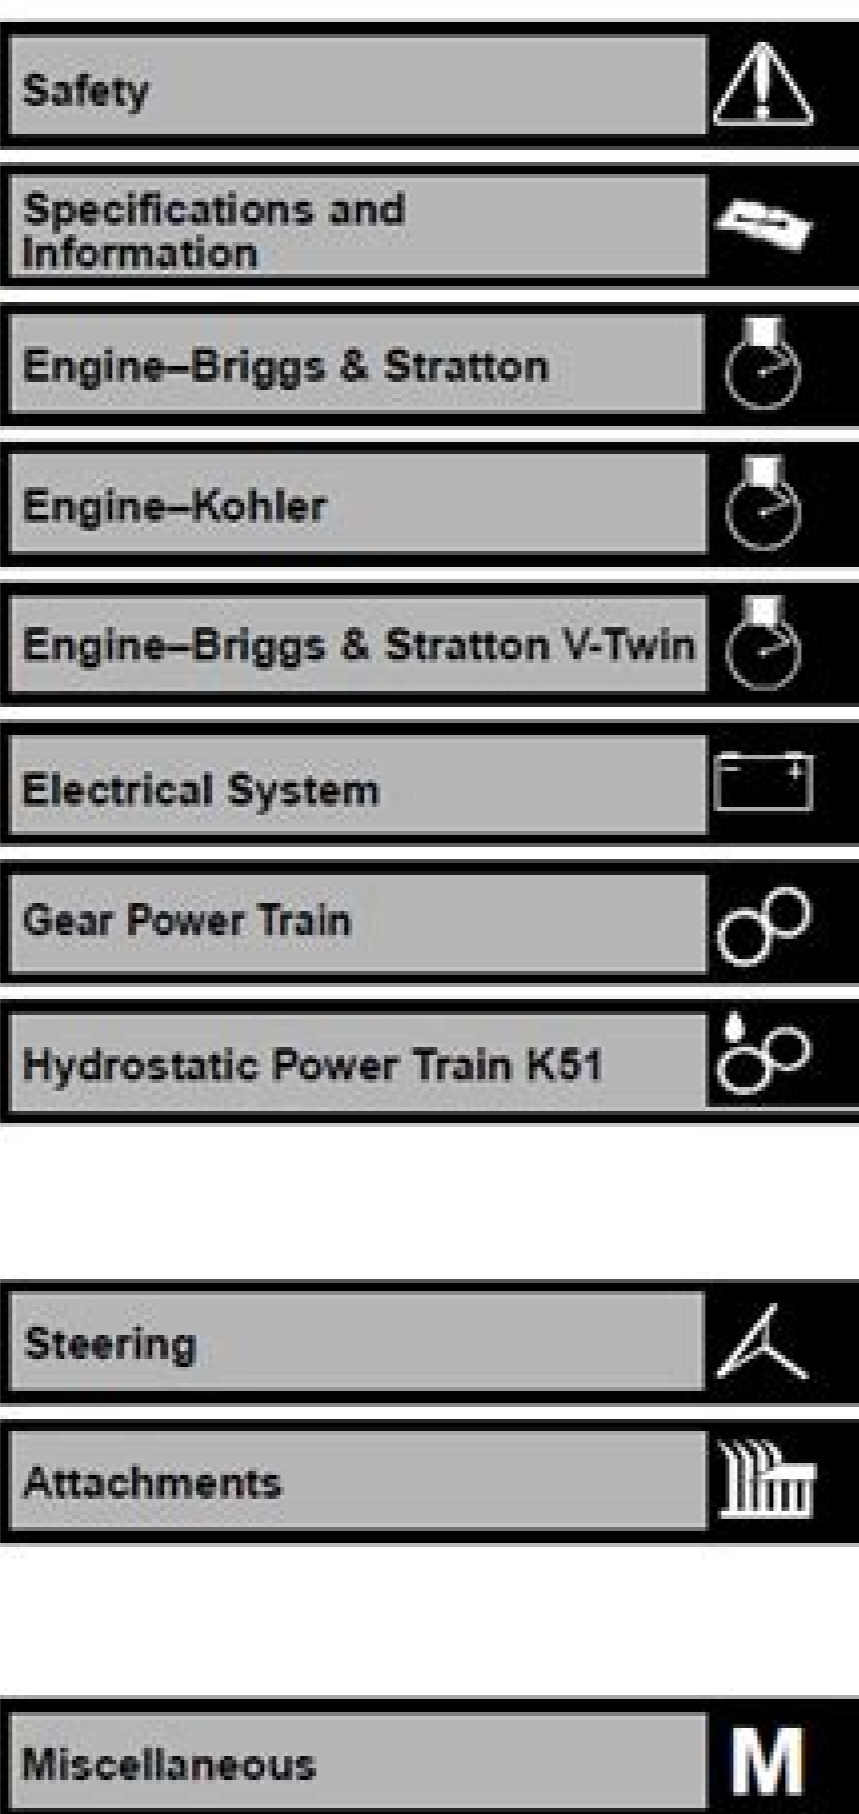 Safety
Specifications and
Information
Engine–Briggs & Stratton
Engine–Kohler
Engine–Briggs & Stratton V-Twin
Electrical System
Gear Power Train
Hydrostatic Power Train K51
Steering
Attachments
Miscellaneous M